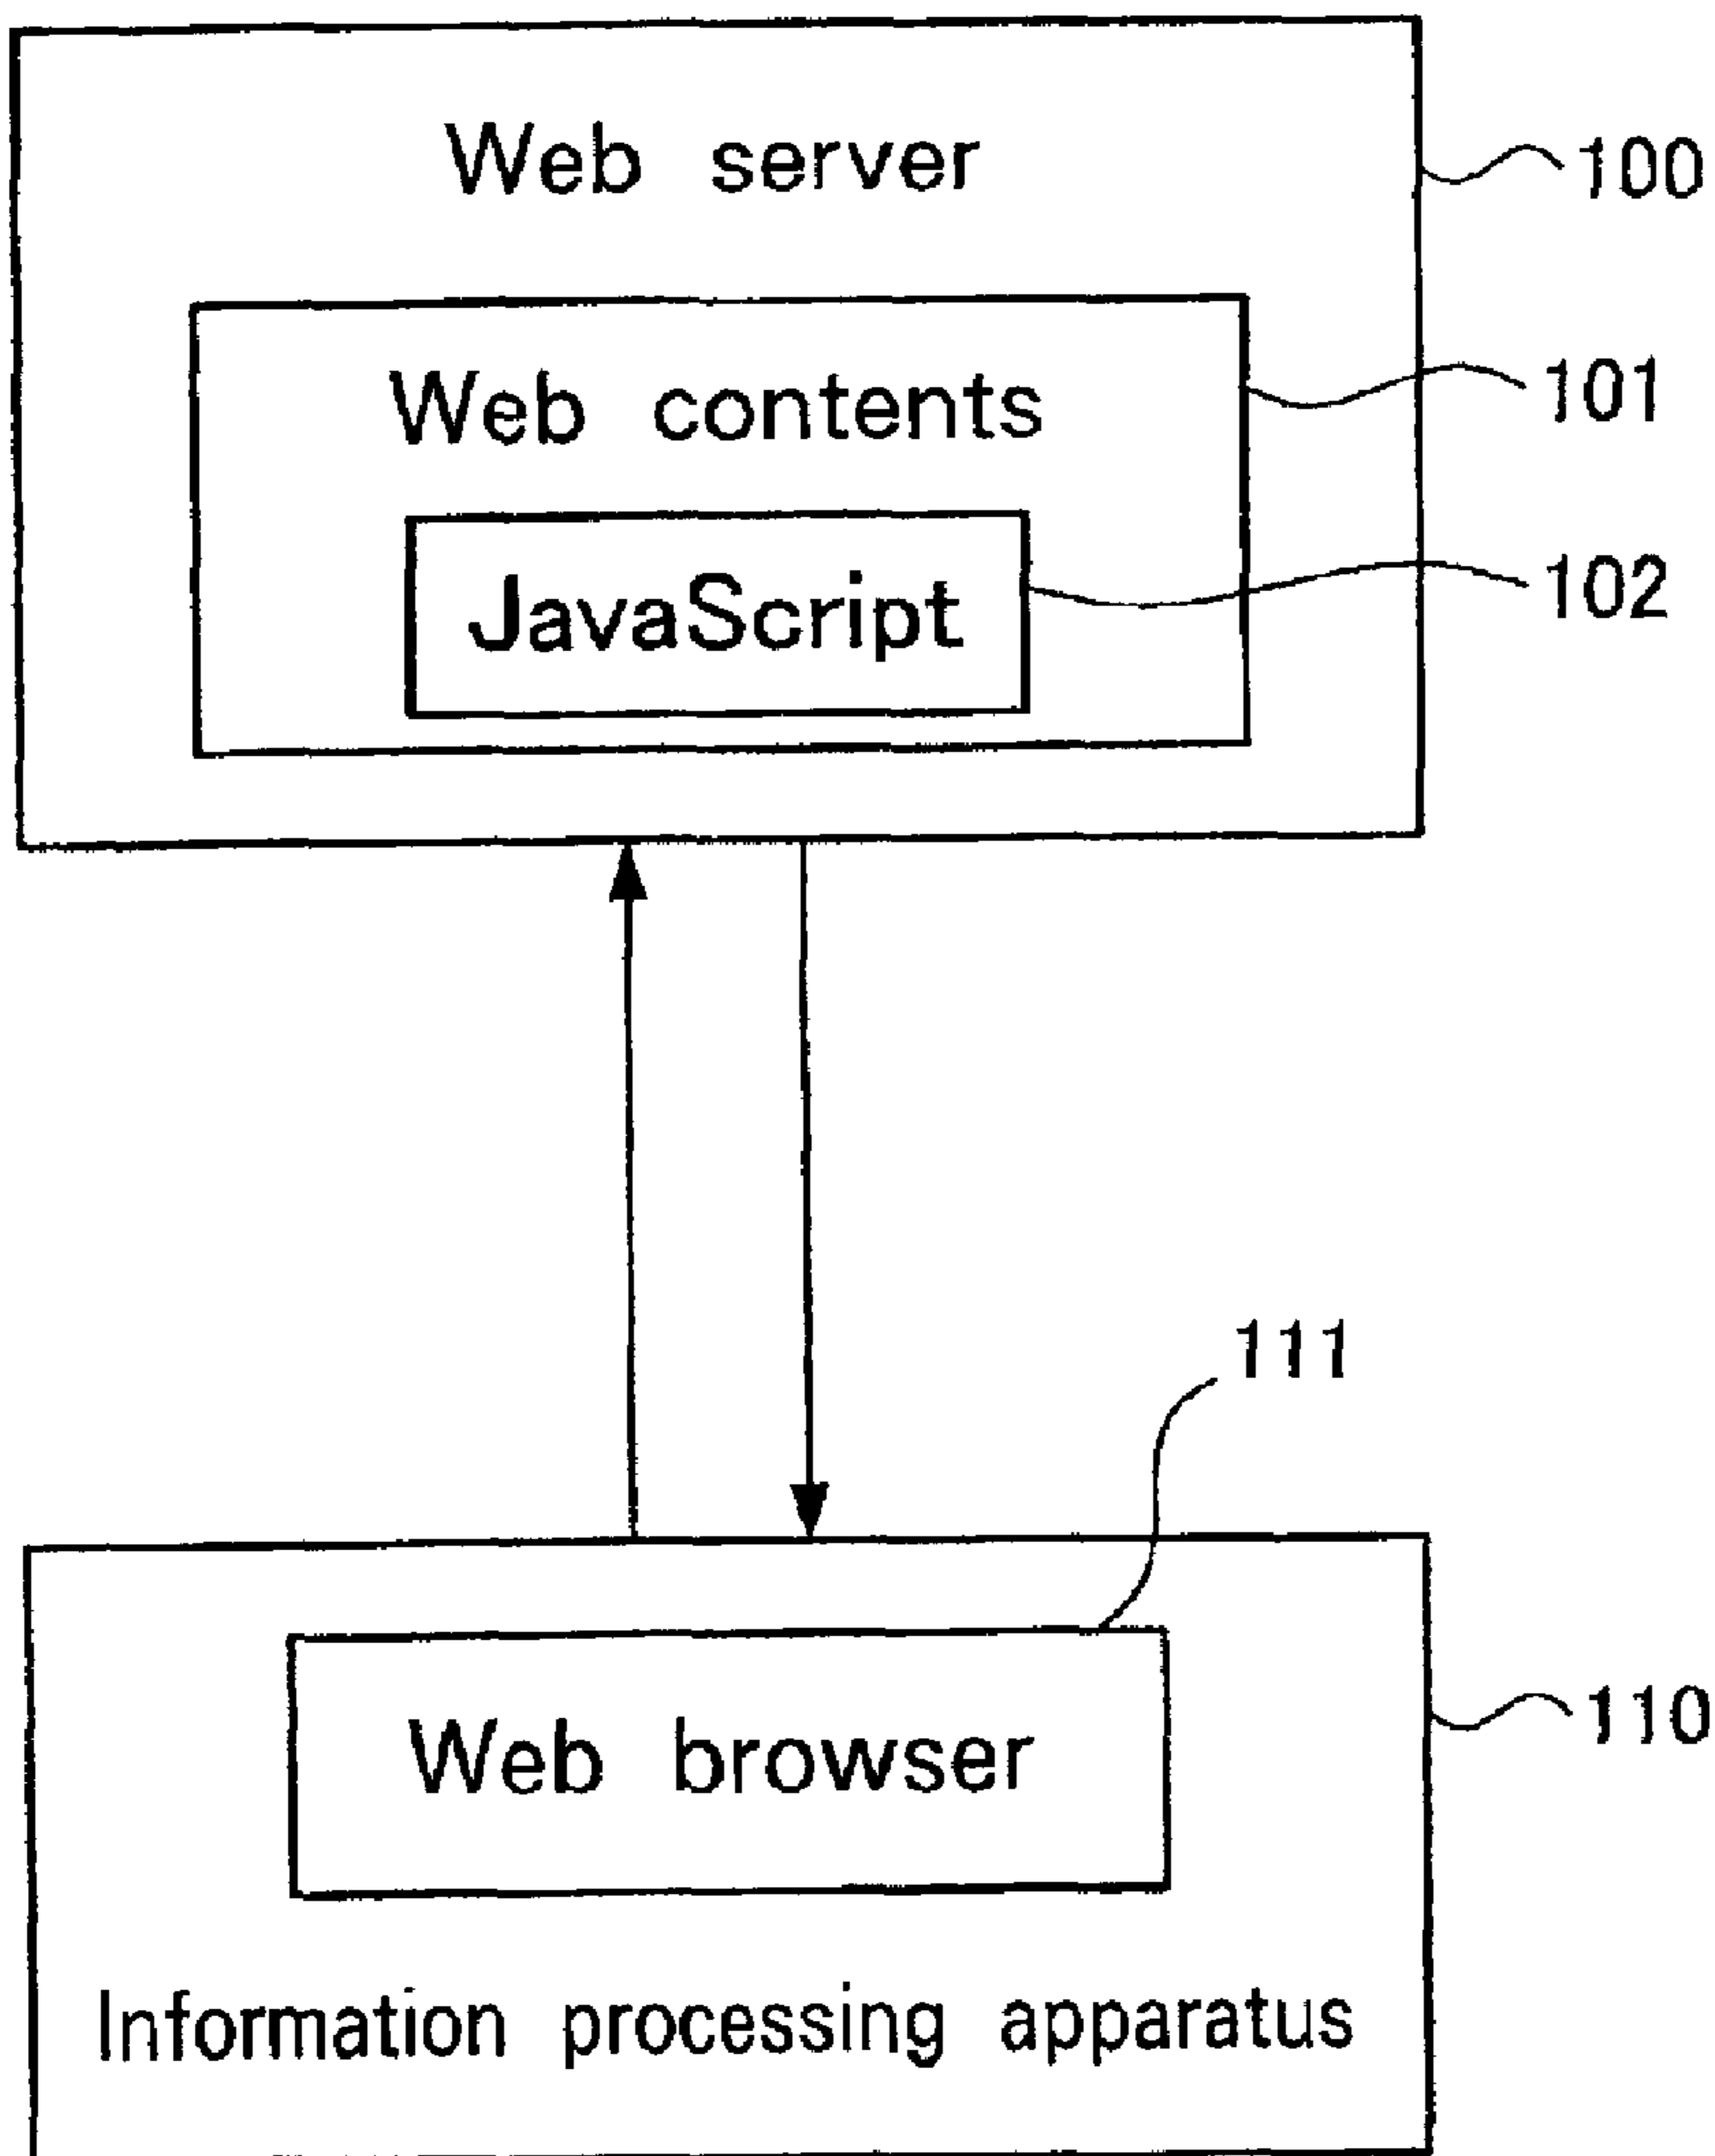 Web server
100
Web contents
101
JavaScript
102
111
Web browser
110
Information processing apparatus